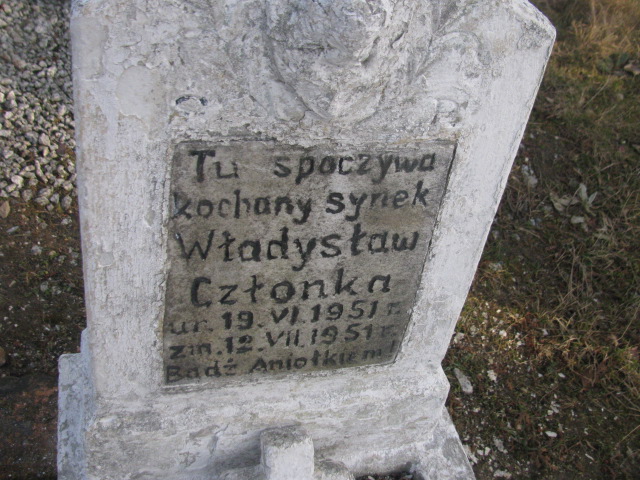 Tu spoczywa
kochany synek
Władysław
Członka
ur. 19.VI.1951 r.
zm. 12.VII.1951 r.
Bądź Aniołkiem!